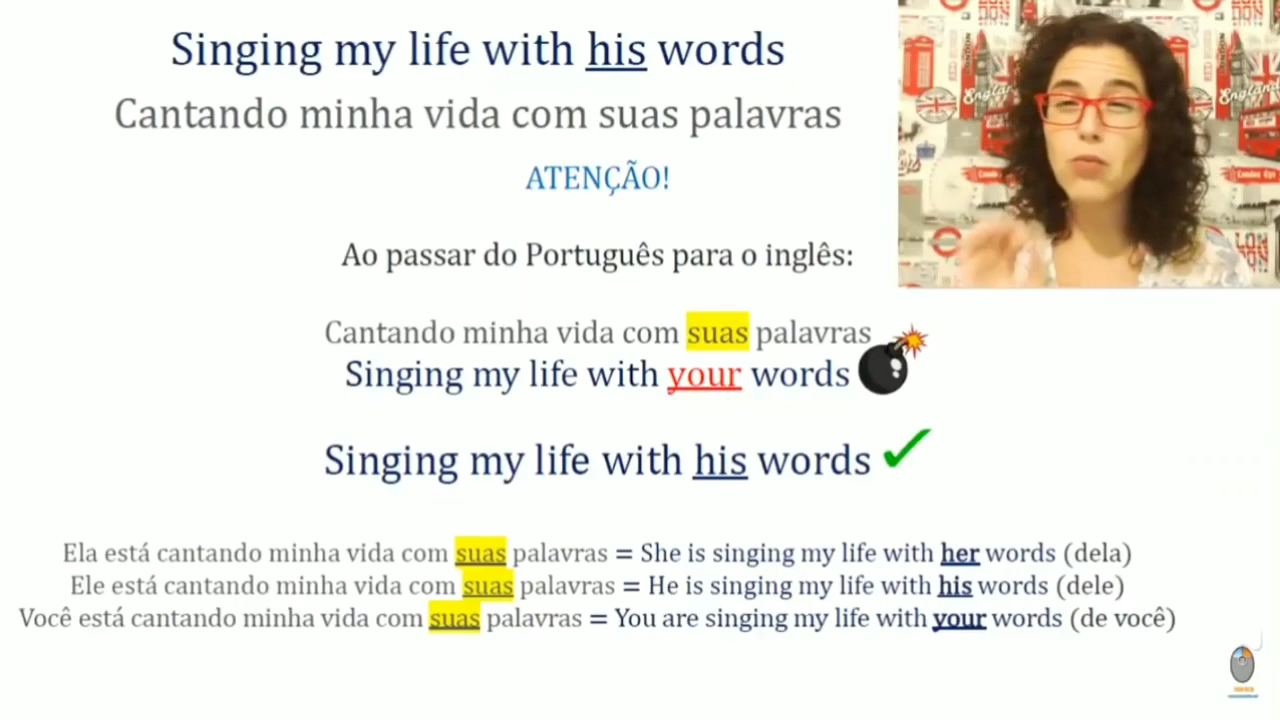 Singing my life with his words
Cantando minha vida com suas palavras
ATENÇÃO!
Ao passar do Português para o inglês:
Cantando minha vida com suas palavras
Singing my life with your words
Singing my life with his words
Ela está cantando minha vida com suas palavras = She is singing my life with her words (dela)
Ele está cantando minha vida com suas palavras = He is singing my life with his words (dele)
Você está cantando minha vida com suas palavras = You are singing my life with your words (de você)
England
England
LONDON